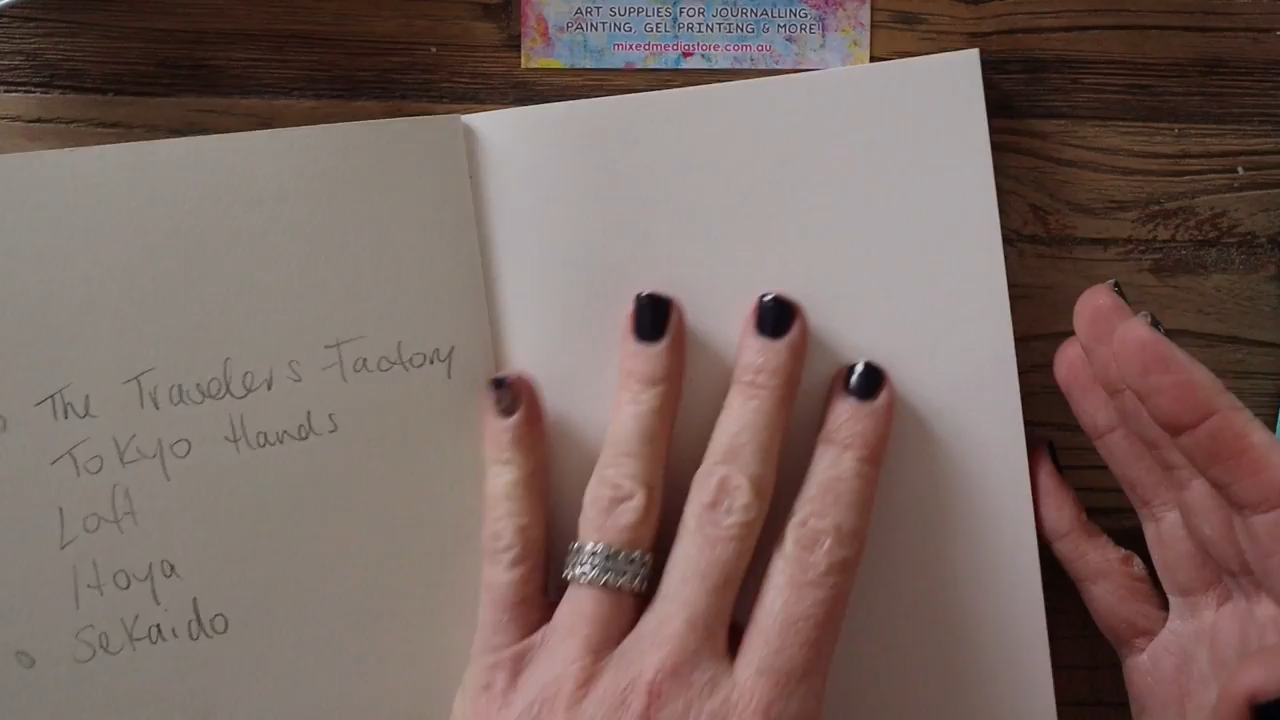 ART SUPPLIES FOR JOURNALLING,
PAINTING, GEL PRINTING & MORE!
mixedmediastore.com.au
The Travelers Factory
Tokyo Hands
Loft
Itoya
Sekaido